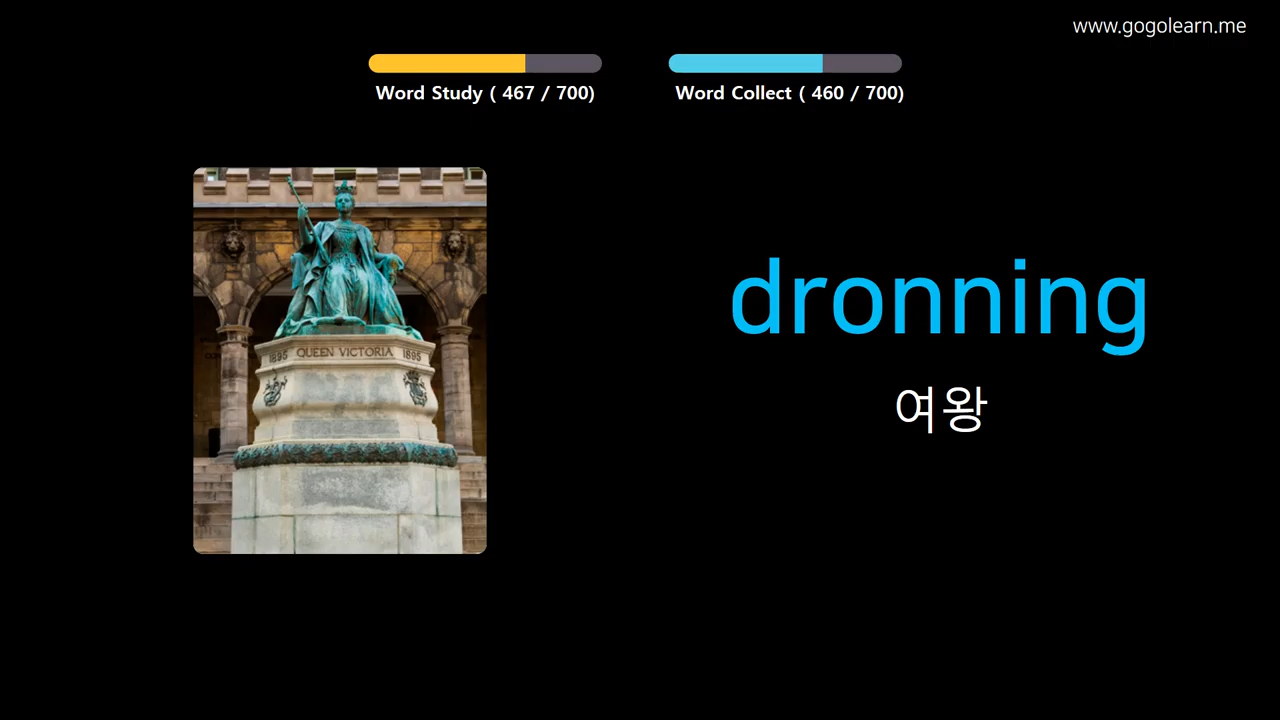 www.gogolearn.me
Word Study ( 467 / 700)
Word Collect ( 460 / 700)
1895 QUEEN VICTORIA 1895
dronning
여왕